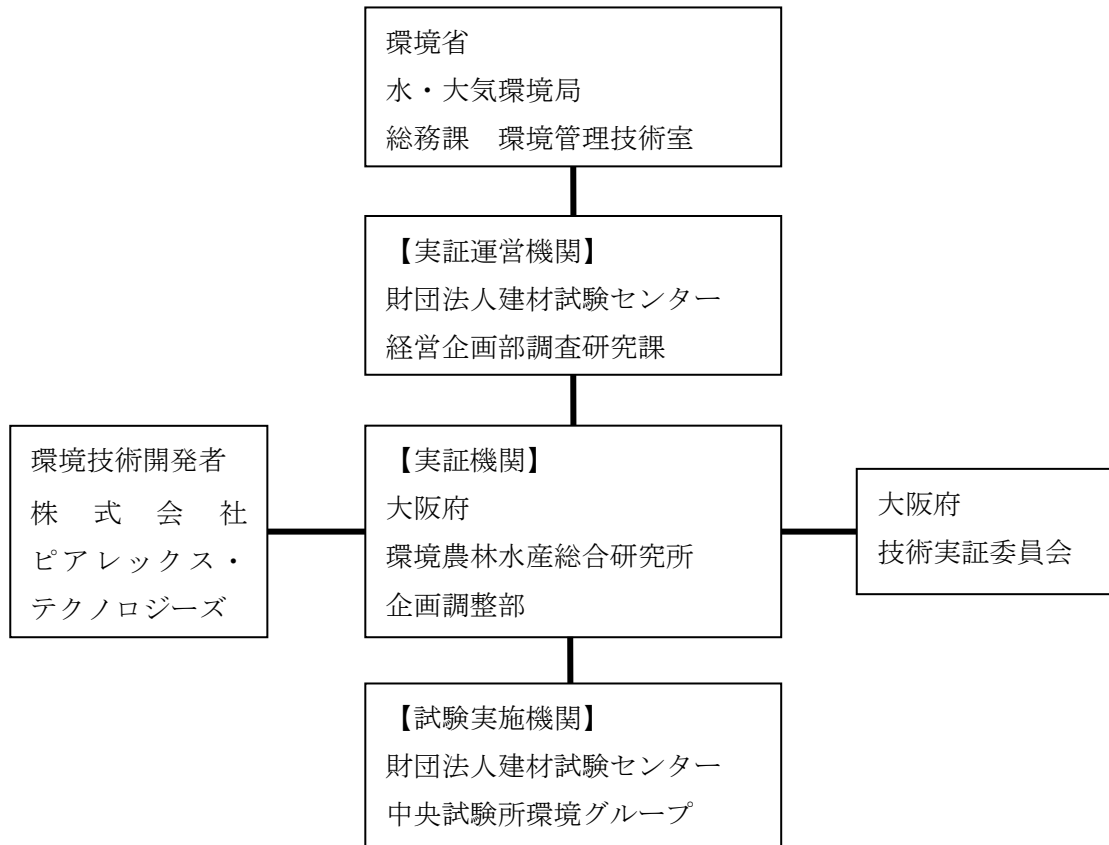 環境省
水・大気環境局
総務課　環境管理技術室
【実証運営機関】
財団法人建材試験センター
経営企画部調査研究課
環境技術開発者
株式会社
ピアレックス・
テクノロジーズ
【実証機関】
大阪府
環境農林水産総合研究所
企画調整部
大阪府
技術実証委員会
【試験実施機関】
財団法人建材試験センター
中央試験所環境グループ